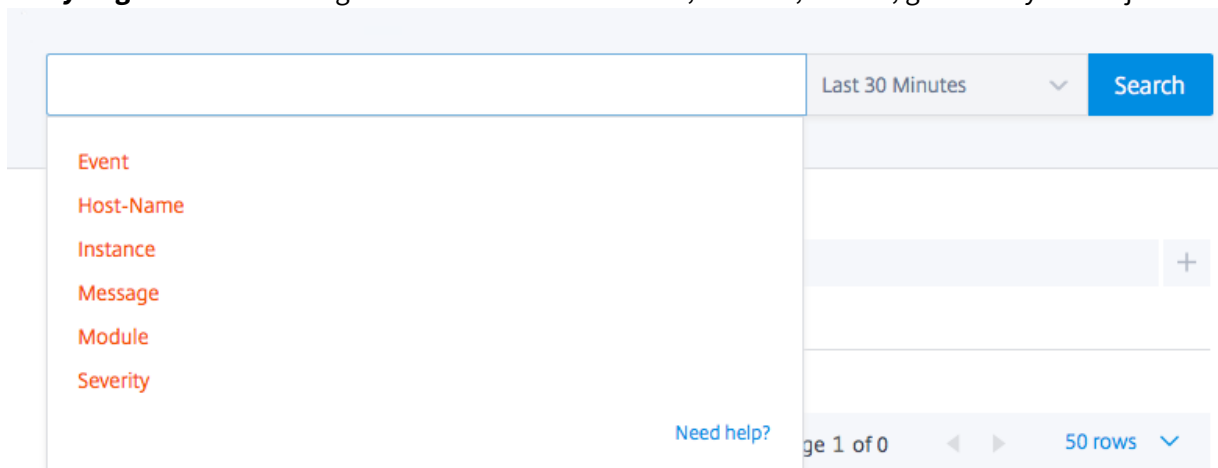 Last 30 Minutes Search
Event
Host-Name
Instance
Message
Module
Severity
Need help?
ge 1 of 0 50 rows